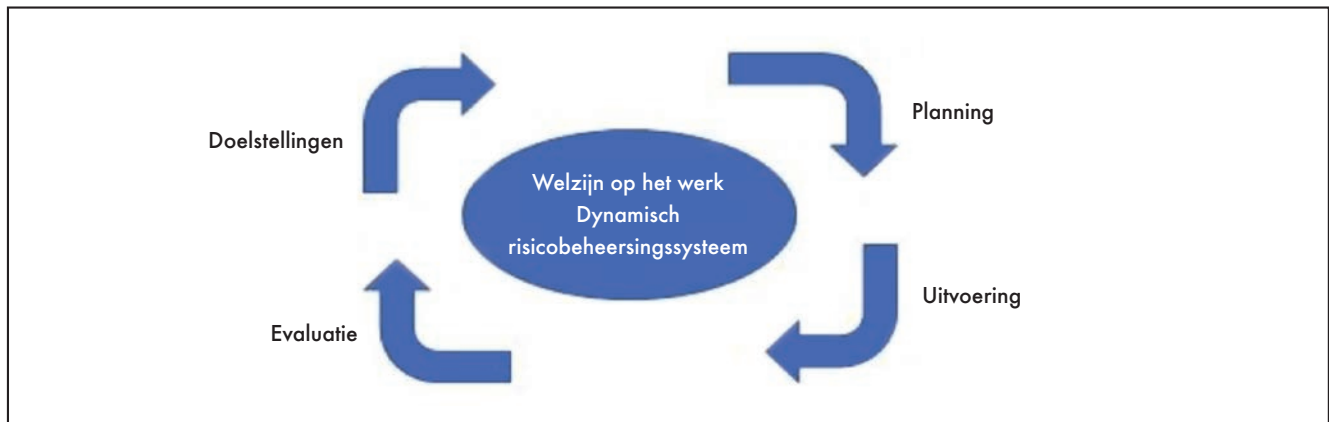 Doelstellingen
Planning
Welzijn op het werk
Dynamisch
risicobeheersingssysteem
Uitvoering
Evaluatie